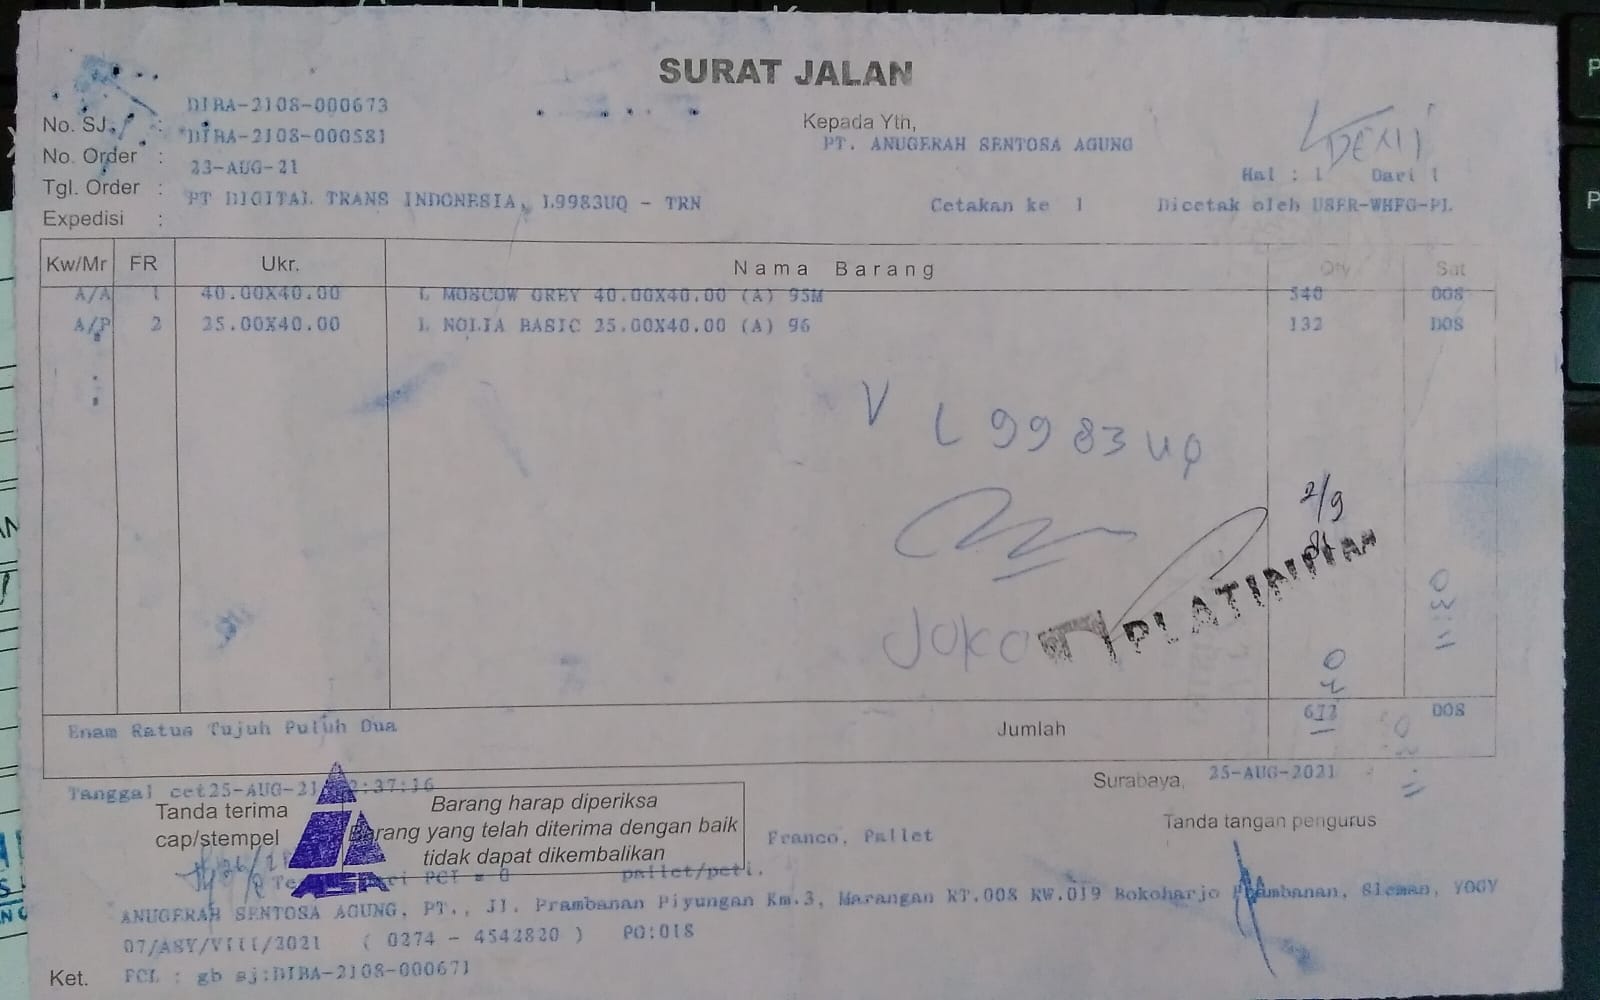 SURAT JALAN
No. SJ. : DIBA-2108-000673
No. Order : DIBA-2108-000581
Tgl. Order : 23-AUG-21
Expedisi : PT DIGITAL TRANS INDONESIA, L9983UQ - TRN
Kepada Yth,
PT. ANUGERAH SENTOSA AGUNG
DEMI
Hal : 1 Dari 1
Cetakan ke 1 Dicetak oleh USER-WHFG-PL
Kw/Mr FR Ukr. Nama Barang Qty Sat
A/A 1 40.00X40.00 L MOSCOW GREY 40.00X40.00 (A) 95M 540 DOS
A/P 2 25.00X40.00 L NOLIA BASIC 25.00X40.00 (A) 96 132 DOS
V L 9983 UQ
2/9
PLATINUM
Joko
Enam Ratus Tujuh Puluh Dua Jumlah 672 DOS
Tanggal cet25-AUG-21 2:37:16
Surabaya, 25-AUG-2021
Tanda terima
cap/stempel
Barang harap diperiksa
Barang yang telah diterima dengan baik
tidak dapat dikembalikan
Franco, Pallet
Tanda tangan pengurus
ASA
PCT = 0 pallet/peti.
ANUGERAH SENTOSA AGUNG, PT., Jl. Prambanan Piyungan Km.3, Marangan RT.008 RW.019 Bokoharjo Prambanan, Sleman, YOGY
07/ASY/VIII/2021 ( 0274 - 4542820 ) PO:018
Ket. FCL : gb sj:DIBA-2108-000671